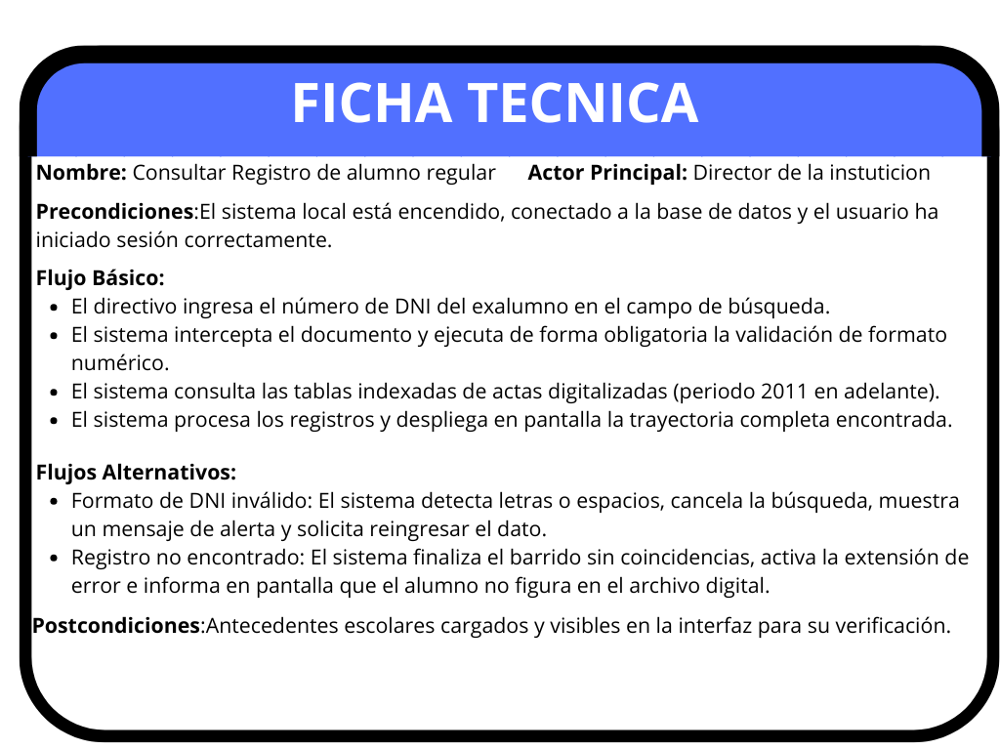 FICHA TECNICA
Nombre: Consultar Registro de alumno regular Actor Principal: Director de la instuticion
Precondiciones:El sistema local está encendido, conectado a la base de datos y el usuario ha
iniciado sesión correctamente.
Flujo Básico:
• El directivo ingresa el número de DNI del exalumno en el campo de búsqueda.
• El sistema intercepta el documento y ejecuta de forma obligatoria la validación de formato
numérico.
• El sistema consulta las tablas indexadas de actas digitalizadas (periodo 2011 en adelante).
• El sistema procesa los registros y despliega en pantalla la trayectoria completa encontrada.
Flujos Alternativos:
• Formato de DNI inválido: El sistema detecta letras o espacios, cancela la búsqueda, muestra
un mensaje de alerta y solicita reingresar el dato.
• Registro no encontrado: El sistema finaliza el barrido sin coincidencias, activa la extensión de
error e informa en pantalla que el alumno no figura en el archivo digital.
Postcondiciones:Antecedentes escolares cargados y visibles en la interfaz para su verificación.